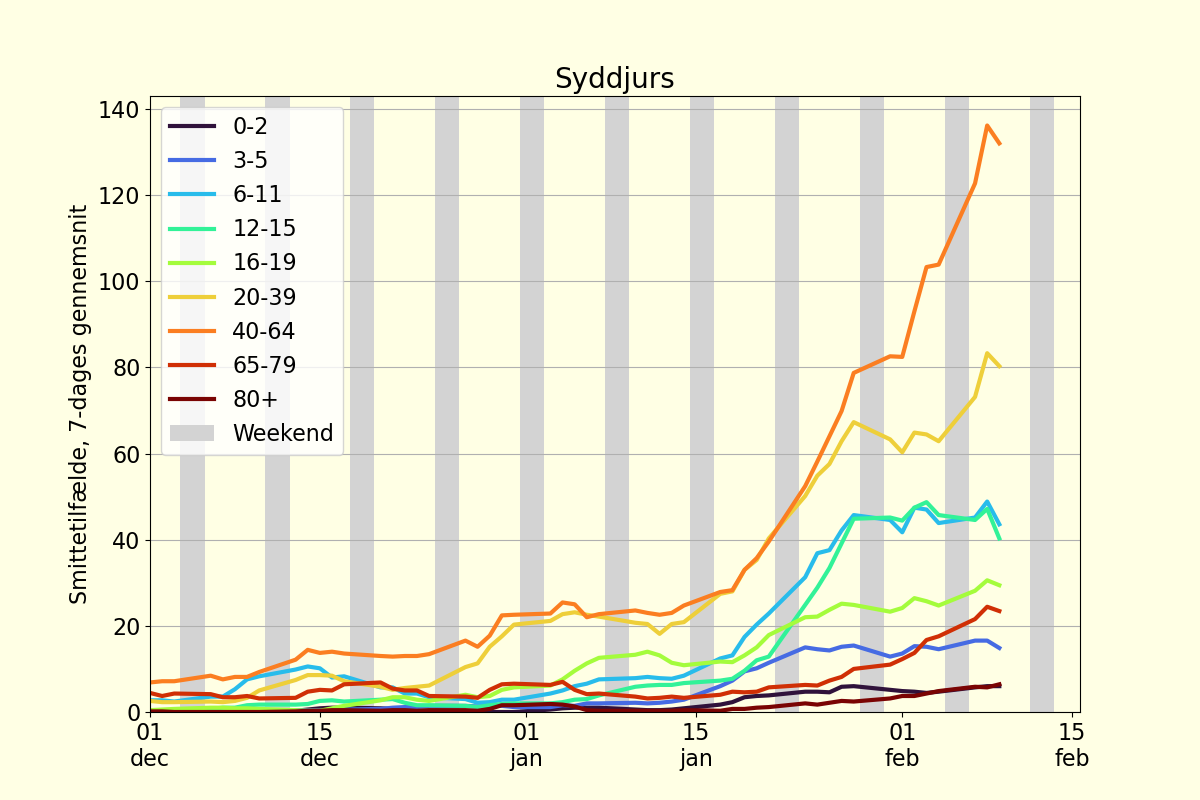 Syddjurs
Smittetilfælde, 7-dages gennemsnit
140
120
100
80
60
40
20
0
0-2
3-5
6-11
12-15
16-19
20-39
40-64
65-79
80+
Weekend
01
dec
15
dec
01
jan
15
jan
01
feb
15
feb